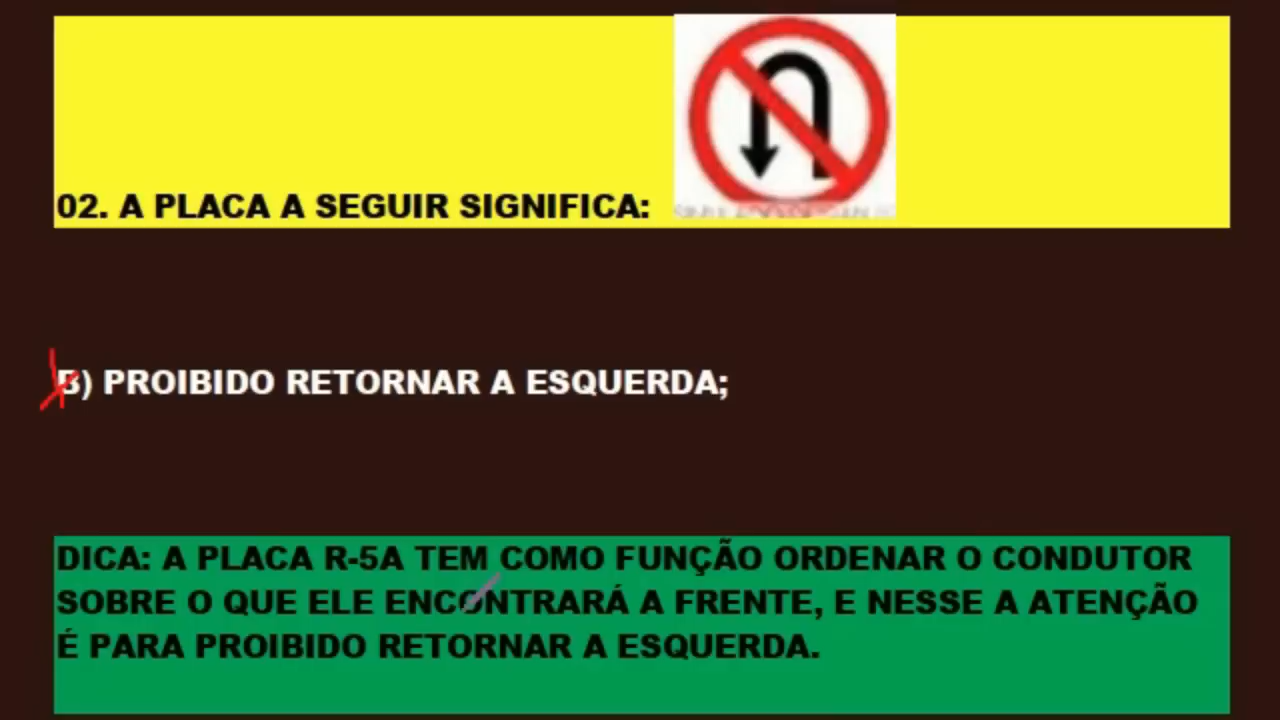 02. A PLACA A SEGUIR SIGNIFICA:
B) PROIBIDO RETORNAR A ESQUERDA;
DICA: A PLACA R-5A TEM COMO FUNÇÃO ORDENAR O CONDUTOR
SOBRE O QUE ELE ENCONTRARÁ A FRENTE, E NESSE A ATENÇÃO
É PARA PROIBIDO RETORNAR A ESQUERDA.